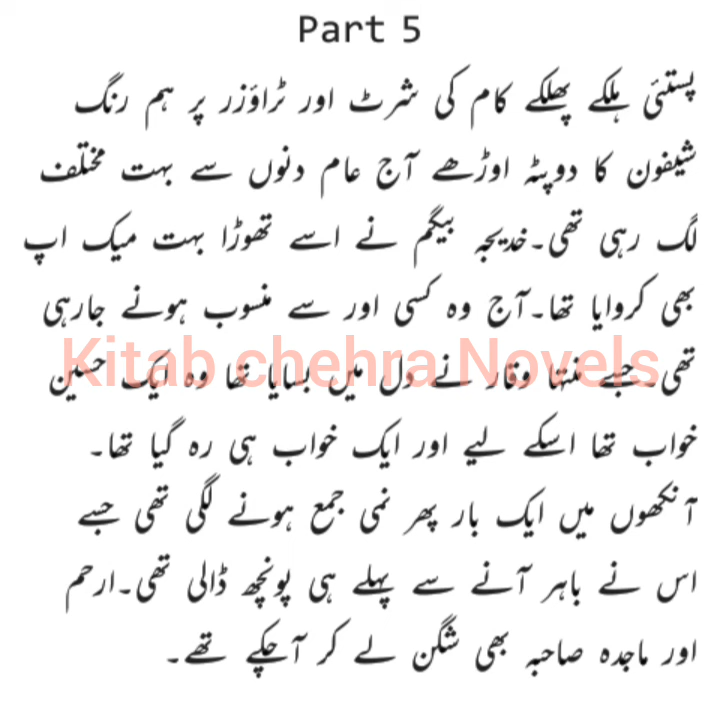 Part 5
پستئی ہلکے پھلکے کام کی شرٹ اور ٹراؤزر پر ہم رنگ
شیفون کا دوپٹہ اوڑھے آج عام دنوں سے بہت مختلف
لگ رہی تھی۔خدیجہ بیگم نے اسے تھوڑا بہت میک اپ
بھی کروایا تھا۔آج وہ کسی اور سے منسوب ہونے جارہی
تھی۔جسے منہا وقار نے دل میں بسایا تھا وہ ایک حسین
Kitab chehra Novels
خواب تھا اسکے لیے اور ایک خواب ہی رہ گیا تھا۔
آنکھوں میں ایک بار پھر نمی جمع ہونے لگی تھی جسے
اس نے باہر آنے سے پہلے ہی پونچھ ڈالی تھی۔ارحم
اور ماجدہ صاحبہ بھی شگن لے کر آچکے تھے۔